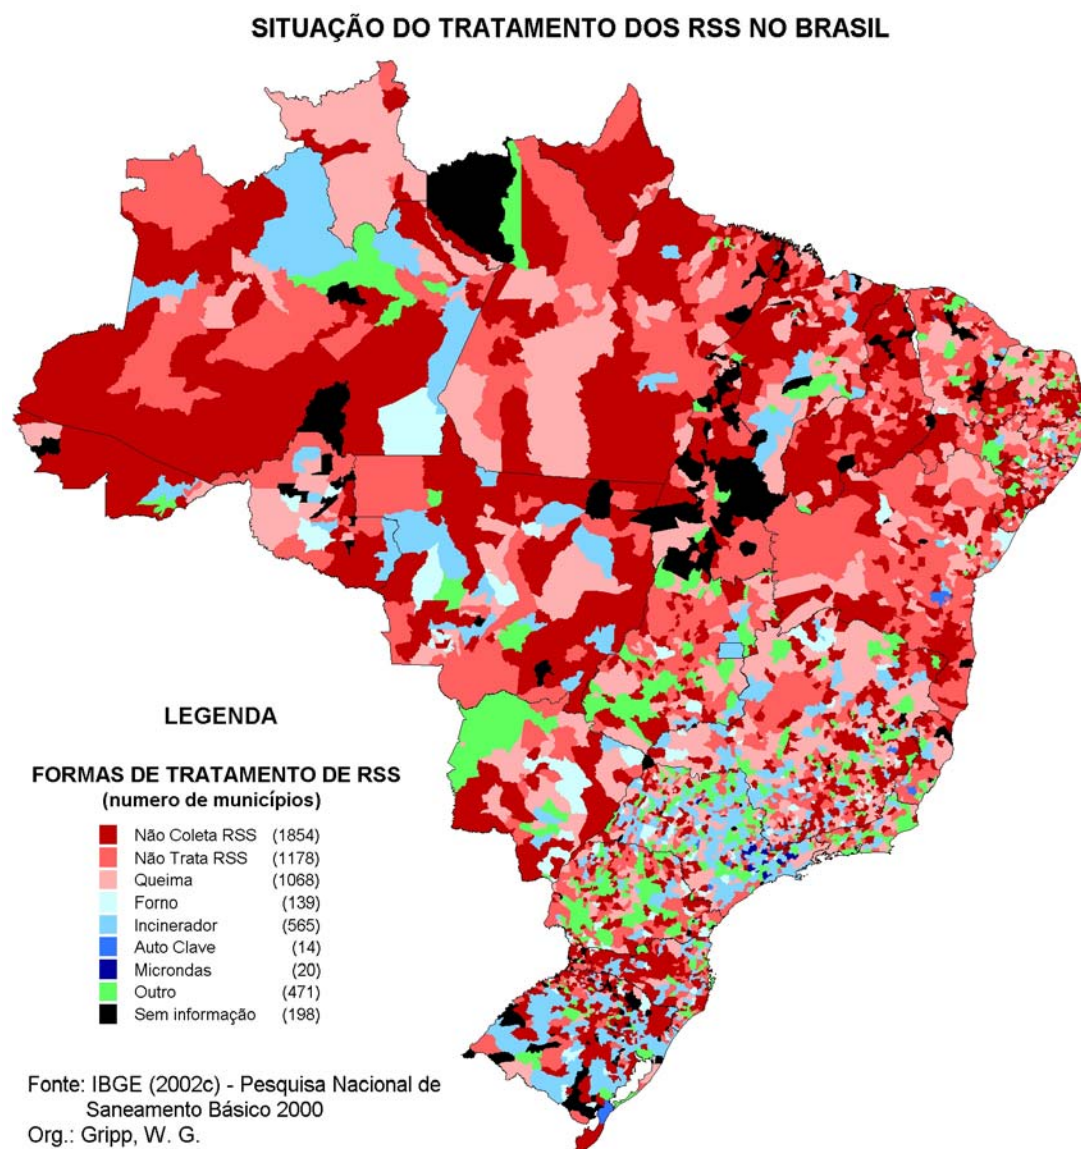 SITUAÇÃO DO TRATAMENTO DOS RSS NO BRASIL
LEGENDA
FORMAS DE TRATAMENTO DE RSS
(numero de municípios)
Não Coleta RSS (1854)
Não Trata RSS (1178)
Queima (1068)
Forno (139)
Incinerador (565)
Auto Clave (14)
Microndas (20)
Outro (471)
Sem informação (198)
Fonte: IBGE (2002c) - Pesquisa Nacional de
Saneamento Básico 2000
Org.: Gripp, W. G.